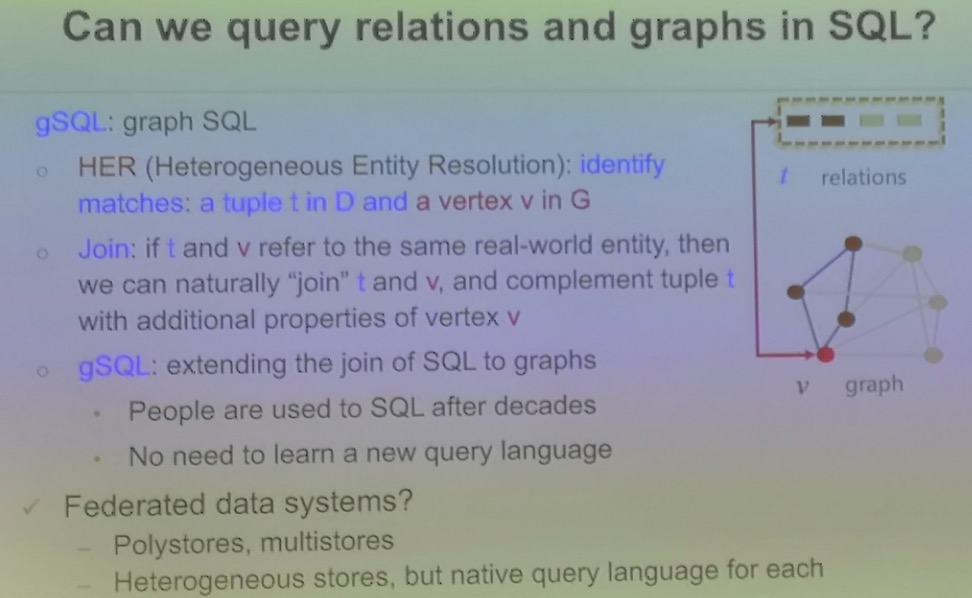 Can we query relations and graphs in SQL?
gSQL: graph SQL
○ HER (Heterogeneous Entity Resolution): identify
matches: a tuple t in D and a vertex v in G
○ Join: if t and v refer to the same real-world entity, then
we can naturally “join” t and v, and complement tuple t
with additional properties of vertex v
○ gSQL: extending the join of SQL to graphs
• People are used to SQL after decades
• No need to learn a new query language
✓ Federated data systems?
– Polystores, multistores
– Heterogeneous stores, but native query language for each
t relations
v graph